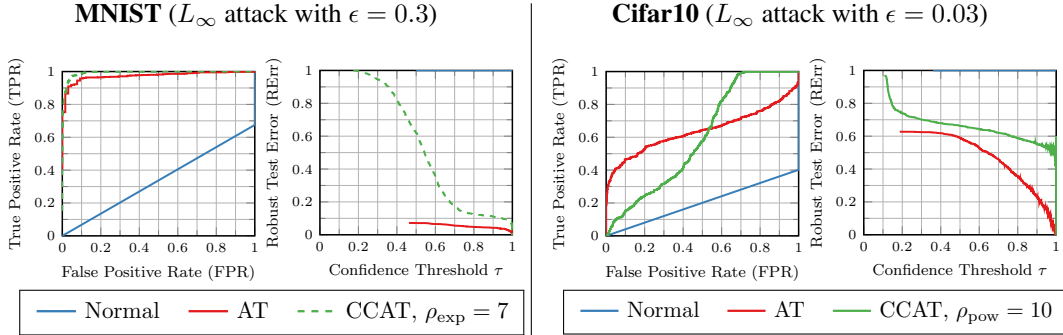 MNIST (L∞ attack with ϵ = 0.3)
True Positive Rate (TPR)
0 0.2 0.4 0.6 0.8 1
0 0.2 0.4 0.6 0.8 1
False Positive Rate (FPR)
Robust Test Error (RErr)
0 0.2 0.4 0.6 0.8 1
0 0.2 0.4 0.6 0.8 1
Confidence Threshold τ
Normal AT CCAT, ρexp = 7
Cifar10 (L∞ attack with ϵ = 0.03)
True Positive Rate (TPR)
0 0.2 0.4 0.6 0.8 1
0 0.2 0.4 0.6 0.8 1
False Positive Rate (FPR)
Robust Test Error (RErr)
0 0.2 0.4 0.6 0.8 1
0 0.2 0.4 0.6 0.8 1
Confidence Threshold τ
Normal AT CCAT, ρpow = 10